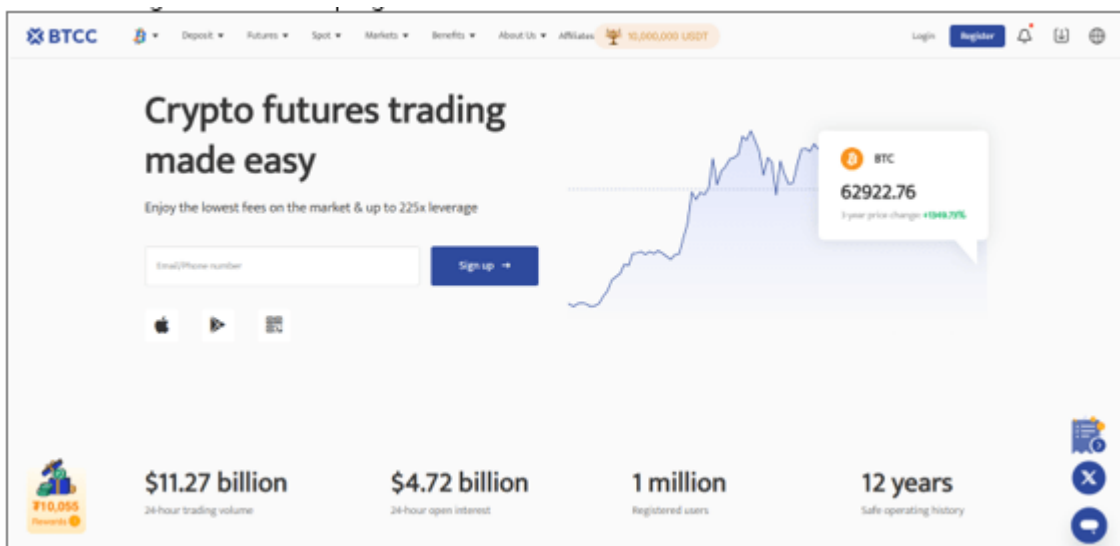 BTCC
Deposit
Futures
Spot
Markets
Benefits
About Us
Affiliates
10,000,000 USDT
Login
Register
Crypto futures trading
made easy
Enjoy the lowest fees on the market & up to 225x leverage
Email/Phone number
Sign up →
BTC
62922.76
3-year price change:
$11.27 billion
24-hour trading volume
$4.72 billion
24-hour open interest
1 million
Registered users
12 years
Safe operating history
₮10,055
Rewards